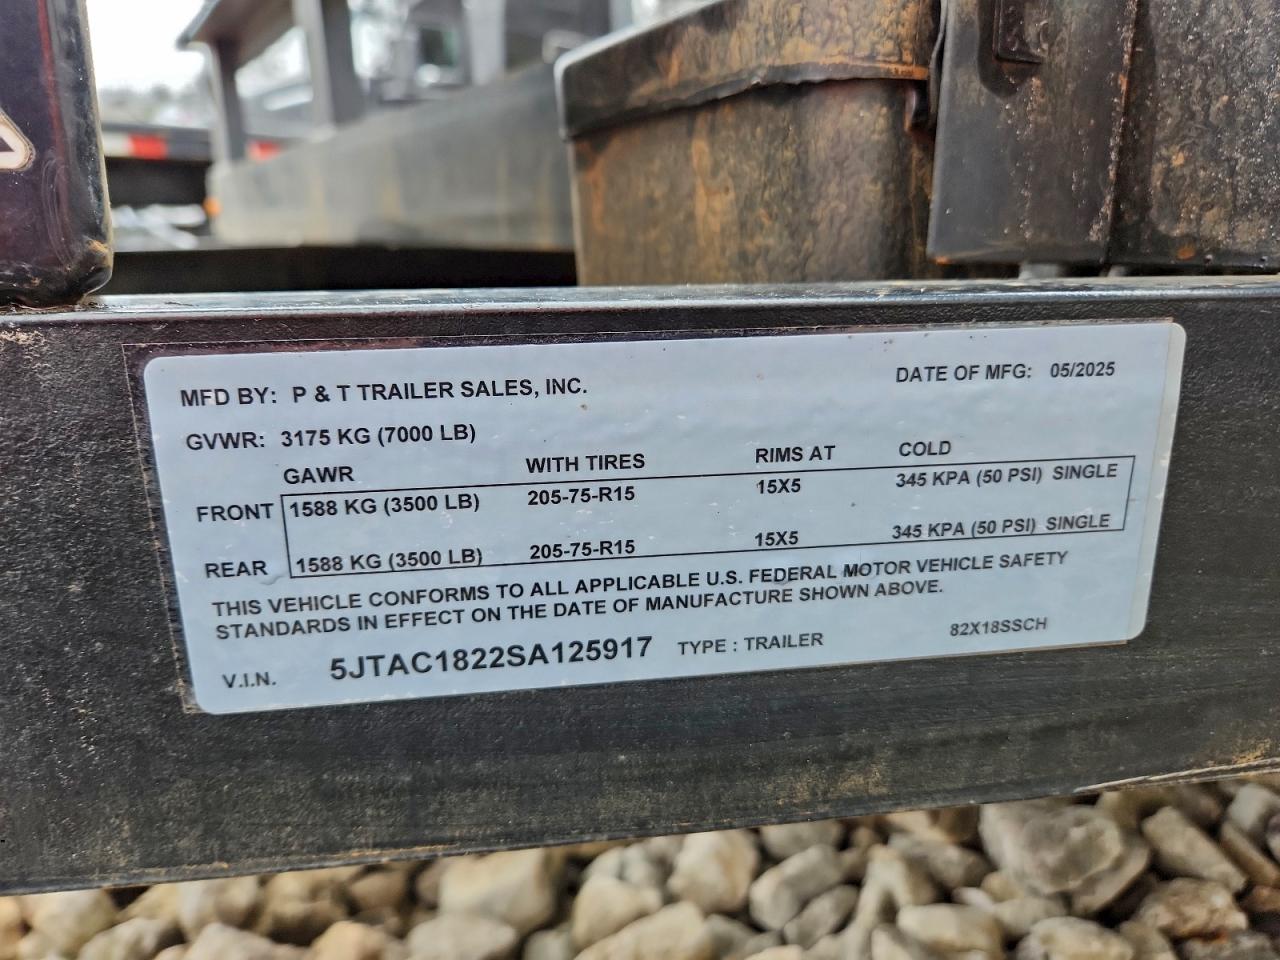 MFD BY: P & T TRAILER SALES, INC. DATE OF MFG: 05/2025
GVWR: 3175 KG (7000 LB)
GAWR WITH TIRES RIMS AT COLD
FRONT 1588 KG (3500 LB) 205-75-R15 15X5 345 KPA (50 PSI) SINGLE
REAR 1588 KG (3500 LB) 205-75-R15 15X5 345 KPA (50 PSI) SINGLE
THIS VEHICLE CONFORMS TO ALL APPLICABLE U.S. FEDERAL MOTOR VEHICLE SAFETY
STANDARDS IN EFFECT ON THE DATE OF MANUFACTURE SHOWN ABOVE.
V.I.N. 5JTAC1822SA125917 TYPE : TRAILER 82X18SSCH